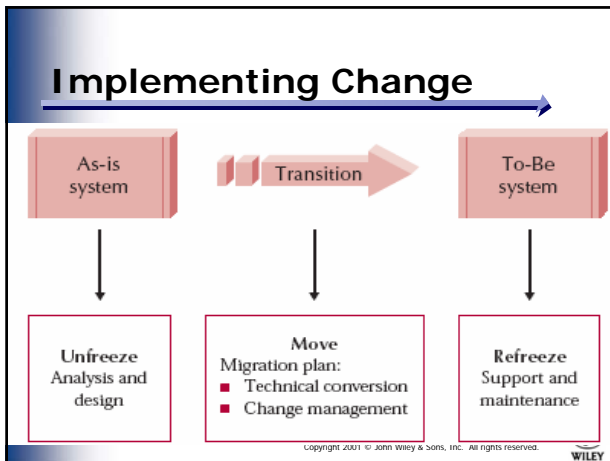 Implementing Change
As-is
system
Transition
To-Be
system
Unfreeze
Analysis and
design
Move
Migration plan:
Technical conversion
Change management
Refreeze
Support and
maintenance
Copyright 2001 © John Wiley & Sons, Inc. All rights reserved.
WILEY